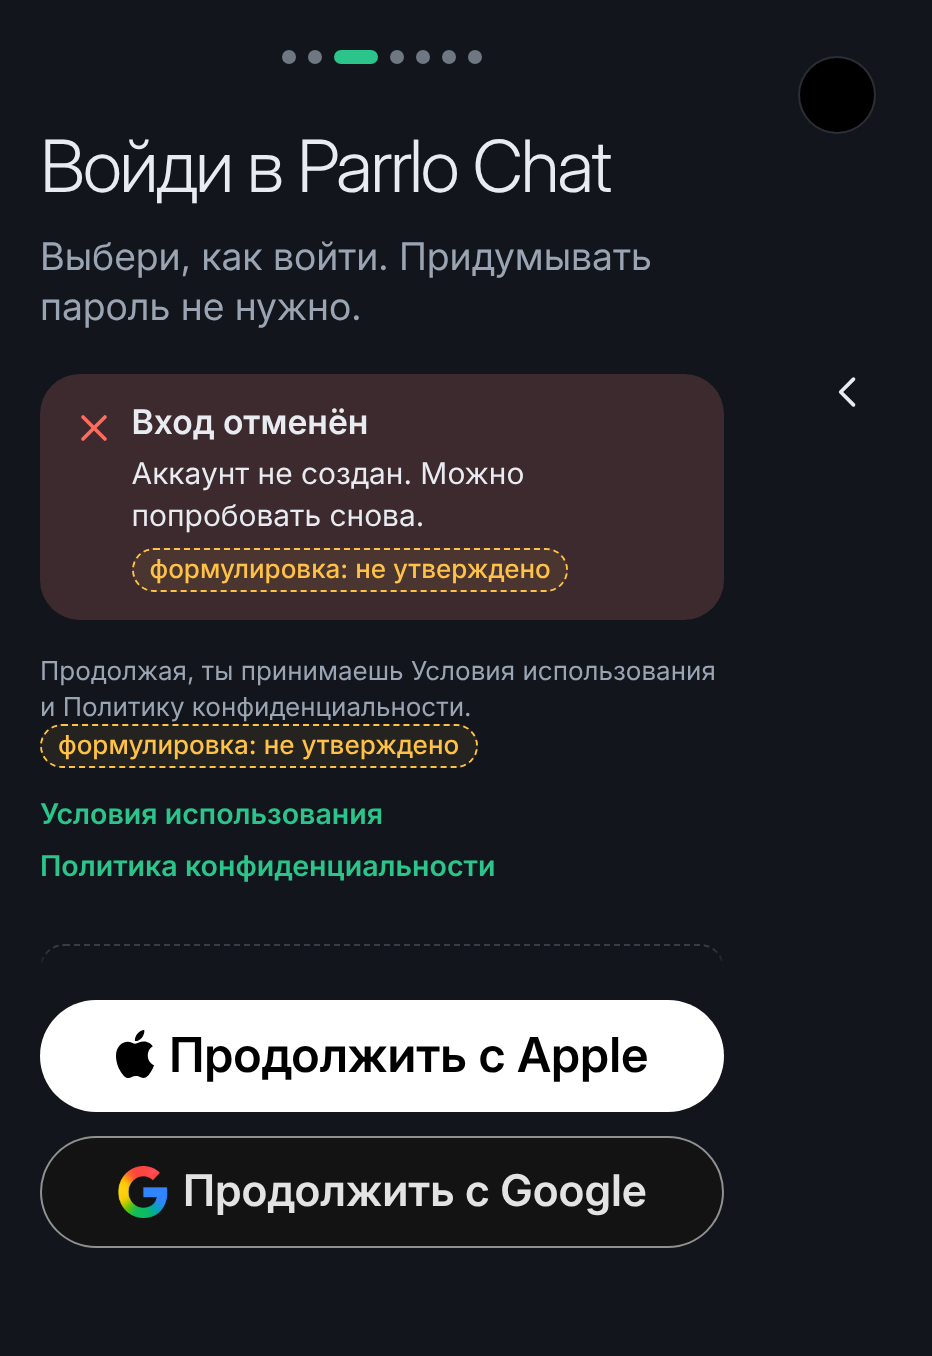 Войди в Parrlo Chat
Выбери, как войти. Придумывать
пароль не нужно.
Вход отменён
Аккаунт не создан. Можно
попробовать снова.
формулировка: не утверждено
Продолжая, ты принимаешь Условия использования
и Политику конфиденциальности.
формулировка: не утверждено
Условия использования
Политика конфиденциальности
Продолжить с Apple
Продолжить с Google